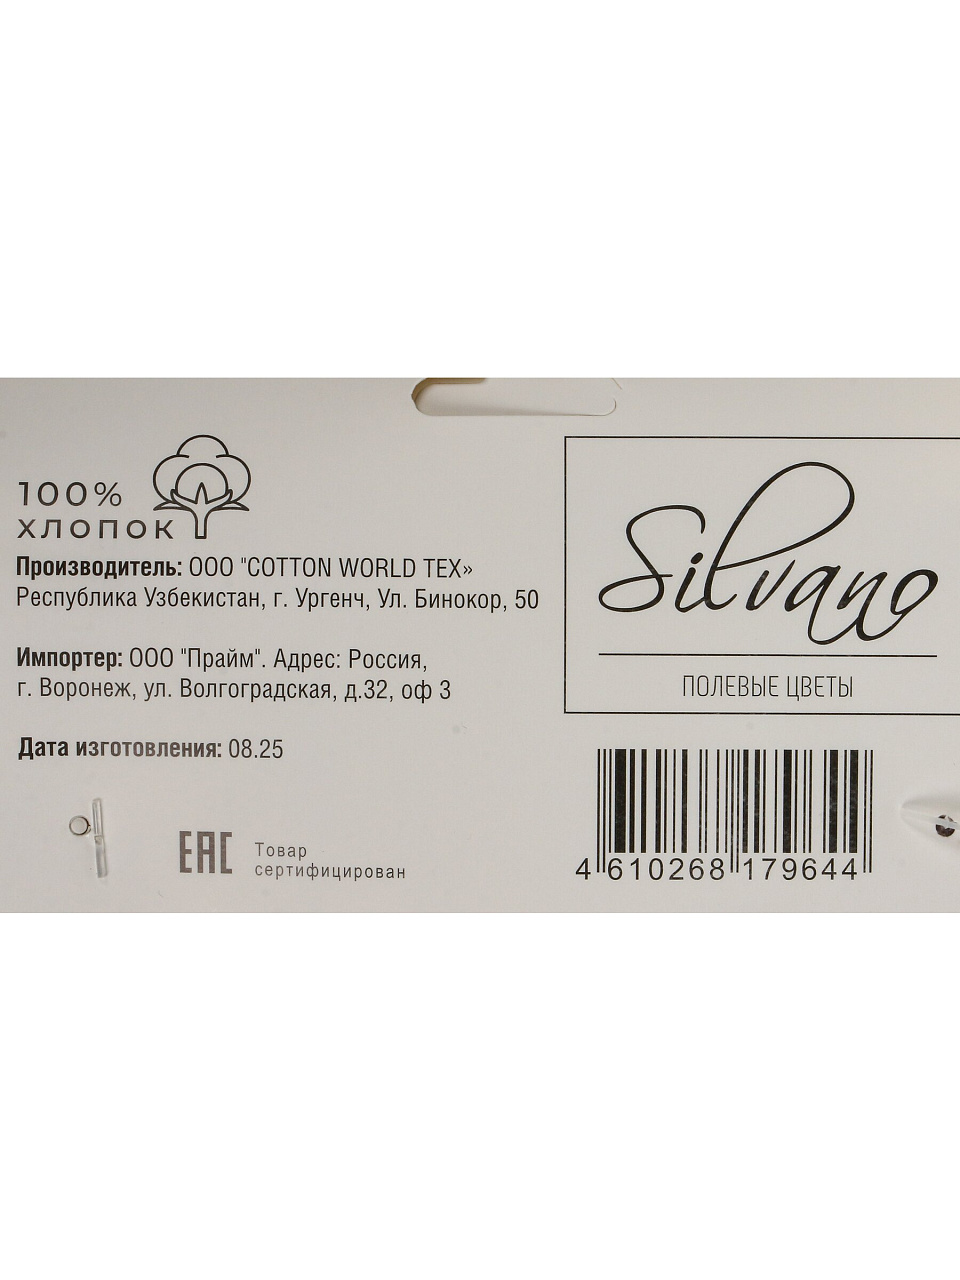 100%
ХЛОПОК
Производитель: ООО "COTTON WORLD TEX»
Республика Узбекистан, г. Ургенч, Ул. Бинокор, 50
Импортер: ООО "Прайм". Адрес: Россия,
г. Воронеж, ул. Волгоградская, д.32, оф 3
Дата изготовления: 08.25
EAC
Товар
сертифицирован
Silvano
ПОЛЕВЫЕ ЦВЕТЫ
4 610268 179644